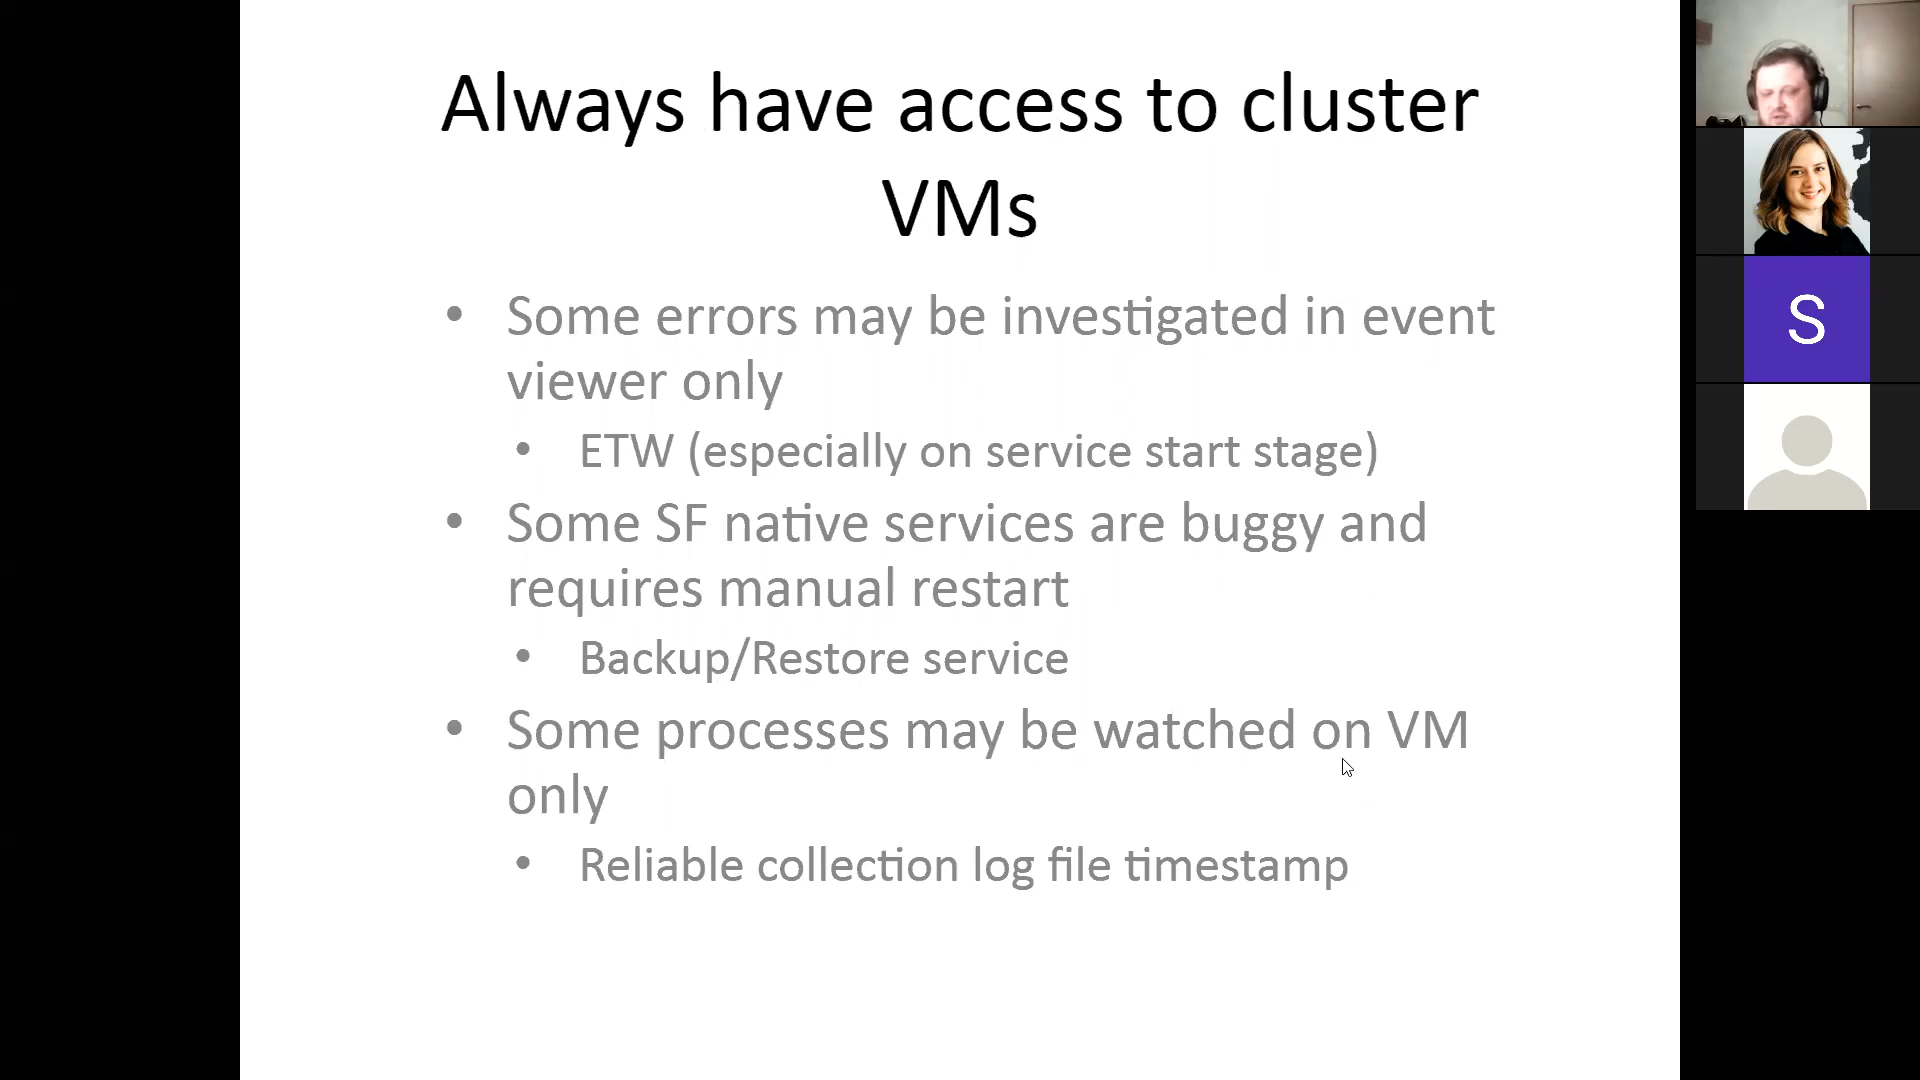 Always have access to cluster
VMs
• Some errors may be investigated in event
viewer only
• ETW (especially on service start stage)
• Some SF native services are buggy and
requires manual restart
• Backup/Restore service
• Some processes may be watched on VM
only
• Reliable collection log file timestamp
S